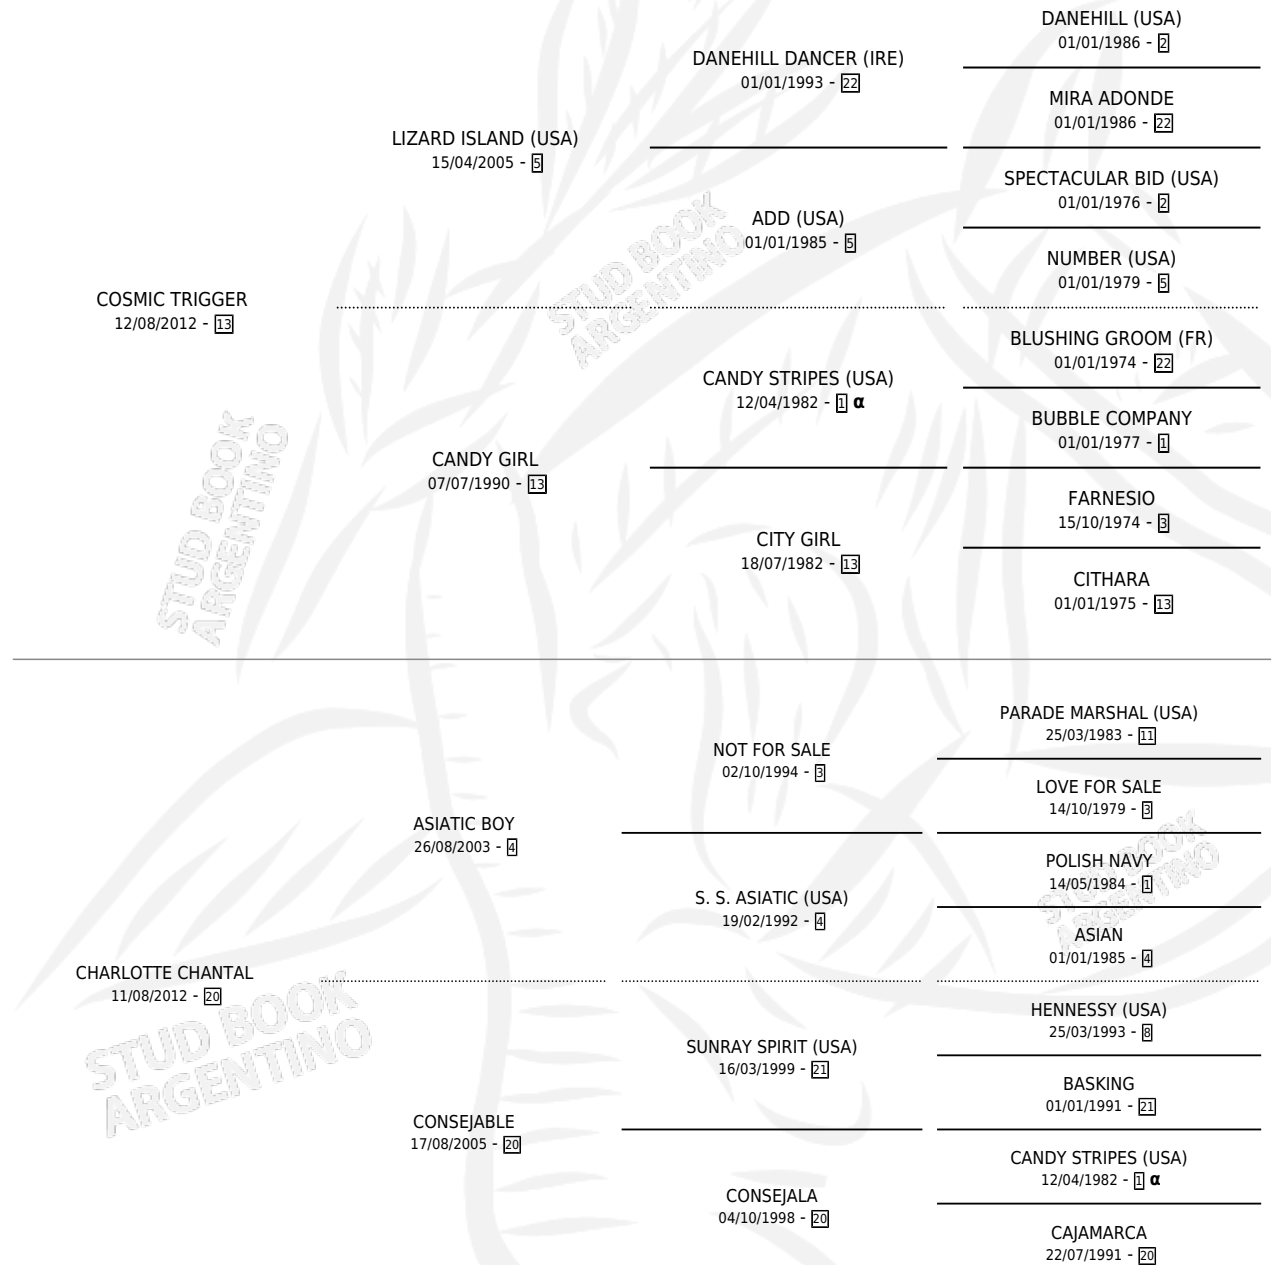 DANEHILL (USA)
01/01/1986 - 2
DANEHILL DANCER (IRE)
01/01/1993 - 22
MIRA ADONDE
01/01/1986 - 22
LIZARD ISLAND (USA)
15/04/2005 - 5
SPECTACULAR BID (USA)
01/01/1976 - 2
ADD (USA)
01/01/1985 - 5
NUMBER (USA)
01/01/1979 - 5
COSMIC TRIGGER
12/08/2012 - 13
BLUSHING GROOM (FR)
01/01/1974 - 22
CANDY STRIPES (USA)
12/04/1982 - 1 α
BUBBLE COMPANY
01/01/1977 - 1
CANDY GIRL
07/07/1990 - 13
FARNESIO
15/10/1974 - 3
CITY GIRL
18/07/1982 - 13
CITHARA
01/01/1975 - 13
PARADE MARSHAL (USA)
25/03/1983 - 11
NOT FOR SALE
02/10/1994 - 3
LOVE FOR SALE
14/10/1979 - 3
ASIATIC BOY
26/08/2003 - 4
POLISH NAVY
14/05/1984 - 1
S. S. ASIATIC (USA)
19/02/1992 - 4
ASIAN
01/01/1985 - 4
CHARLOTTE CHANTAL
11/08/2012 - 20
HENNESSY (USA)
25/03/1993 - 8
SUNRAY SPIRIT (USA)
16/03/1999 - 21
BASKING
01/01/1991 - 21
CONSEJABLE
17/08/2005 - 20
CANDY STRIPES (USA)
12/04/1982 - 1 α
CONSEJALA
04/10/1998 - 20
CAJAMARCA
22/07/1991 - 20
STUD BOOK
ARGENTINO
STUD BOOK
ARGENTINO
STUD BOOK
ARGENTINO
STUD BOOK
ARGENTINO